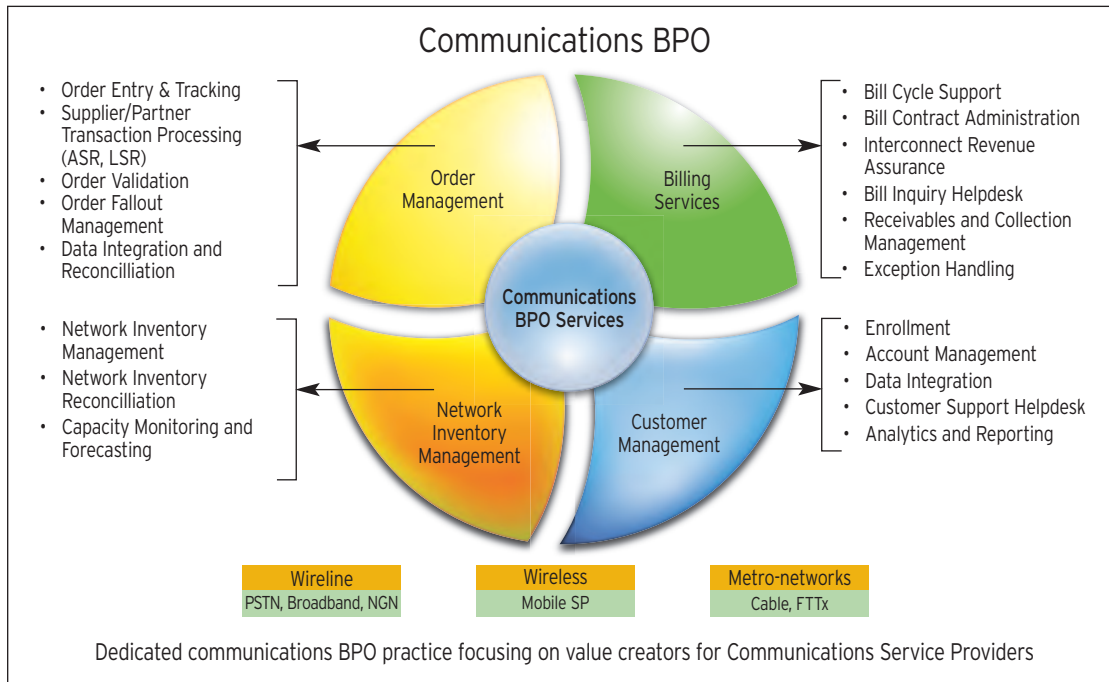 Communications BPO
• Order Entry & Tracking
• Supplier/Partner
Transaction Processing
(ASR, LSR)
• Order Validation
• Order Fallout
Management
• Data Integration and
Reconcilliation
Order
Management
Billing
Services
• Bill Cycle Support
• Bill Contract Administration
• Interconnect Revenue
Assurance
• Bill Inquiry Helpdesk
• Receivables and Collection
Management
• Exception Handling
Communications
BPO Services
• Network Inventory
Management
• Network Inventory
Reconciliation
• Capacity Monitoring and
Forecasting
Network
Inventory
Management
Customer
Management
• Enrollment
• Account Management
• Data Integration
• Customer Support Helpdesk
• Analytics and Reporting
Wireline
PSTN, Broadband, NGN
Wireless
Mobile SP
Metro-networks
Cable, FTTx
Dedicated communications BPO practice focusing on value creators for Communications Service Providers